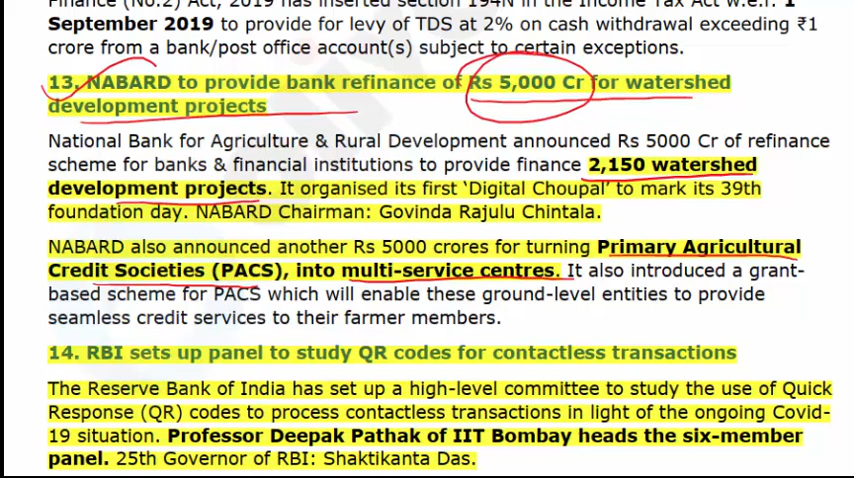 Finance (No.2) Act, 2019 has inserted section 194N in the Income Tax Act w.e.f. 1
September 2019 to provide for levy of TDS at 2% on cash withdrawal exceeding ₹1
crore from a bank/post office account(s) subject to certain exceptions.
13. NABARD to provide bank refinance of Rs 5,000 Cr for watershed
development projects
National Bank for Agriculture & Rural Development announced Rs 5000 Cr of refinance
scheme for banks & financial institutions to provide finance 2,150 watershed
development projects. It organised its first ‘Digital Choupal’ to mark its 39th
foundation day. NABARD Chairman: Govinda Rajulu Chintala.
NABARD also announced another Rs 5000 crores for turning Primary Agricultural
Credit Societies (PACS), into multi-service centres. It also introduced a grant-
based scheme for PACS which will enable these ground-level entities to provide
seamless credit services to their farmer members.
14. RBI sets up panel to study QR codes for contactless transactions
The Reserve Bank of India has set up a high-level committee to study the use of Quick
Response (QR) codes to process contactless transactions in light of the ongoing Covid-
19 situation. Professor Deepak Pathak of IIT Bombay heads the six-member
panel. 25th Governor of RBI: Shaktikanta Das.